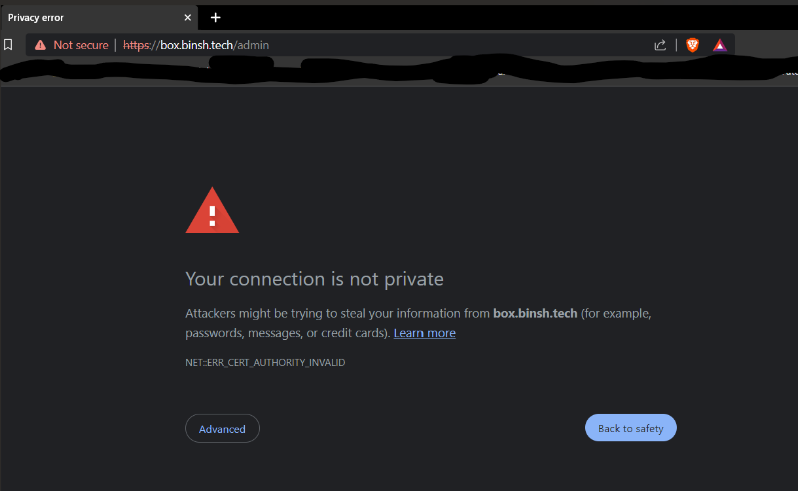 Privacy error
Not secure | https://box.binsh.tech/admin
Your connection is not private
Attackers might be trying to steal your information from box.binsh.tech (for example,
passwords, messages, or credit cards). Learn more
NET::ERR_CERT_AUTHORITY_INVALID
Advanced
Back to safety